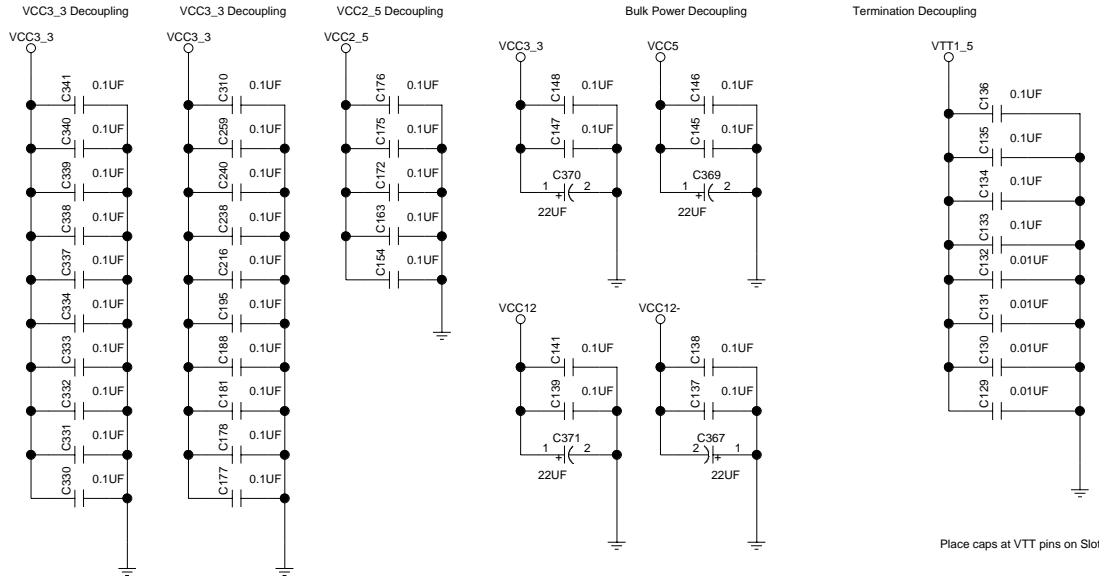 VCC3_3 Decoupling
VCC3_3
C341 0.1UF
C340 0.1UF
C339 0.1UF
C338 0.1UF
C337 0.1UF
C334 0.1UF
C333 0.1UF
C332 0.1UF
C331 0.1UF
C330 0.1UF
VCC3_3 Decoupling
VCC3_3
C310 0.1UF
C259 0.1UF
C240 0.1UF
C238 0.1UF
C216 0.1UF
C195 0.1UF
C188 0.1UF
C181 0.1UF
C178 0.1UF
C177 0.1UF
VCC2_5 Decoupling
VCC2_5
C176 0.1UF
C175 0.1UF
C172 0.1UF
C163 0.1UF
C154 0.1UF
Bulk Power Decoupling
VCC3_3
C148 0.1UF
C147 0.1UF
C370
1 + 2
22UF
VCC5
C146 0.1UF
C145 0.1UF
C369
1 + 2
22UF
VCC12
C141 0.1UF
C139 0.1UF
C371
1 + 2
22UF
VCC12-
C138 0.1UF
C137 0.1UF
C367
2 + 1
22UF
Termination Decoupling
VTT1_5
C136 0.1UF
C135 0.1UF
C134 0.1UF
C133 0.1UF
C132 0.01UF
C131 0.01UF
C130 0.01UF
C129 0.01UF
Place caps at VTT pins on Slot